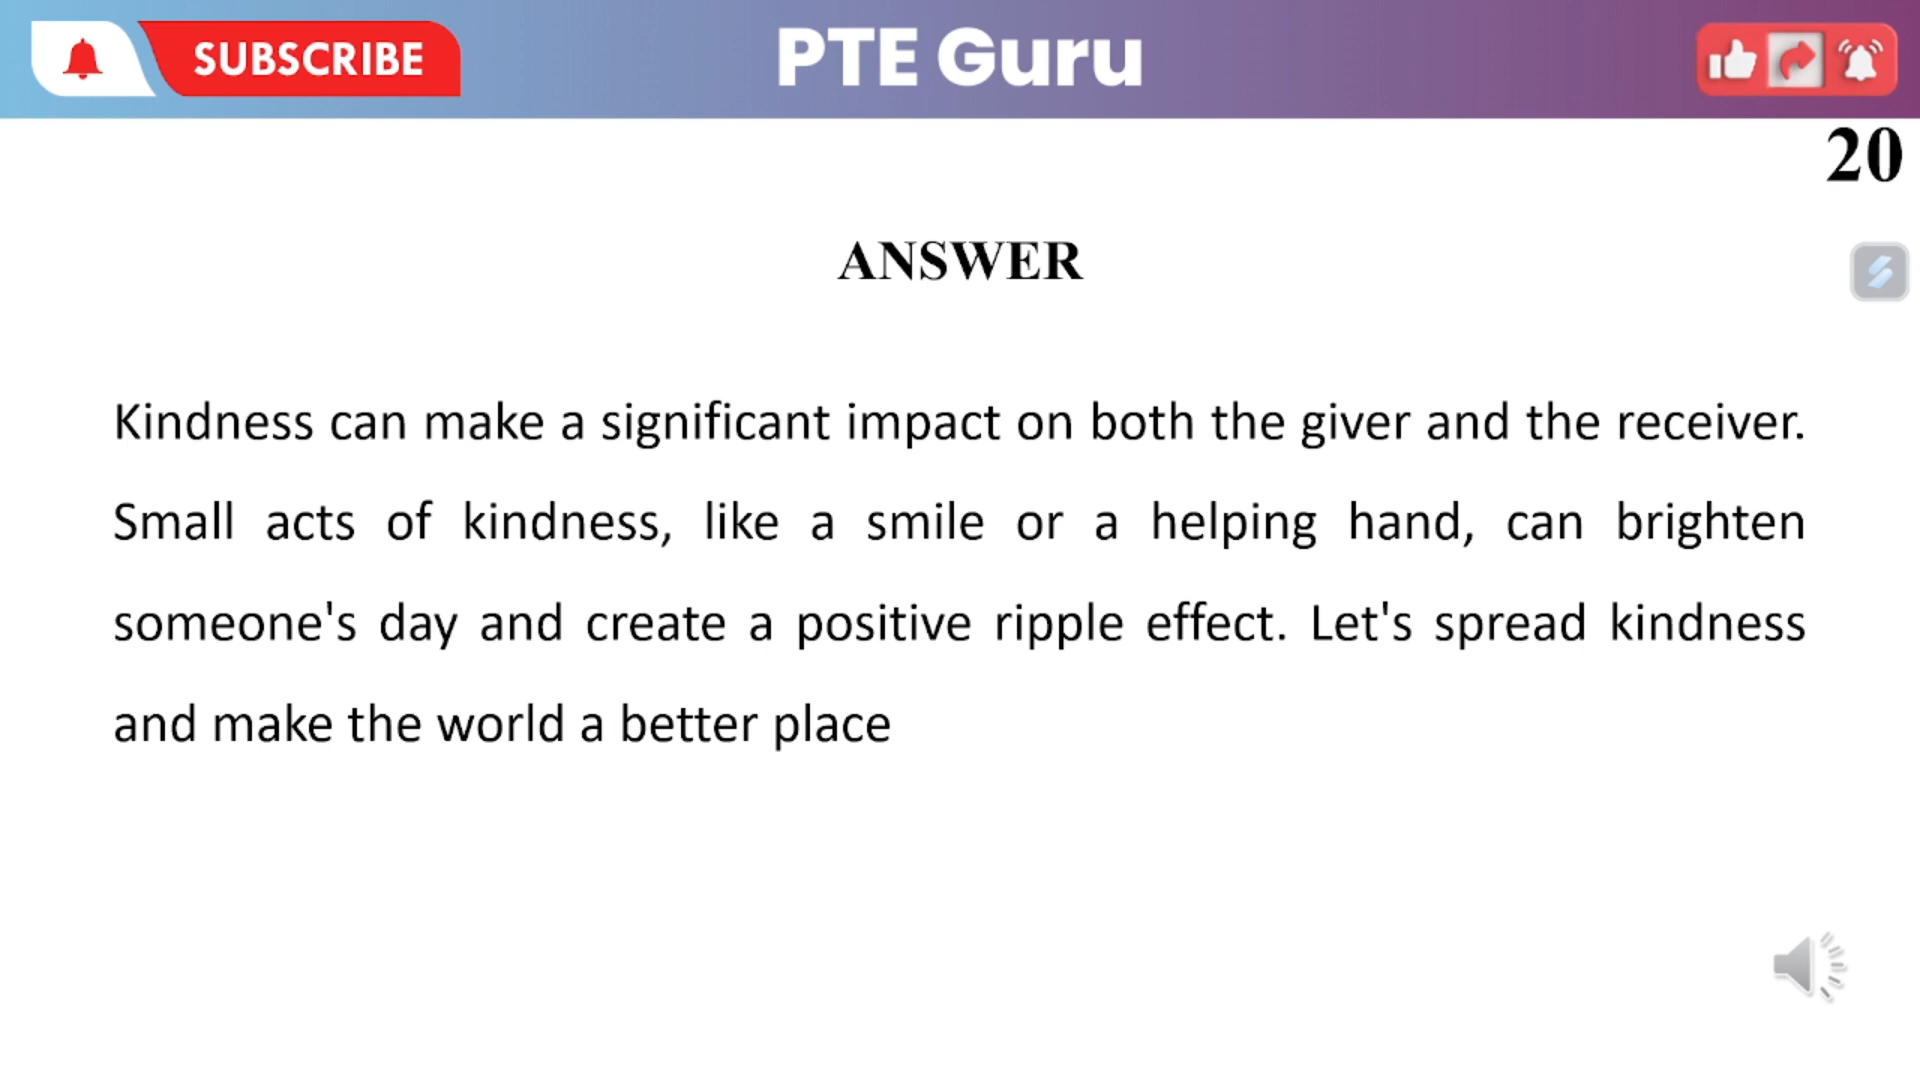 SUBSCRIBE
PTE Guru
20
ANSWER
Kindness can make a significant impact on both the giver and the receiver.
Small acts of kindness, like a smile or a helping hand, can brighten
someone's day and create a positive ripple effect. Let's spread kindness
and make the world a better place